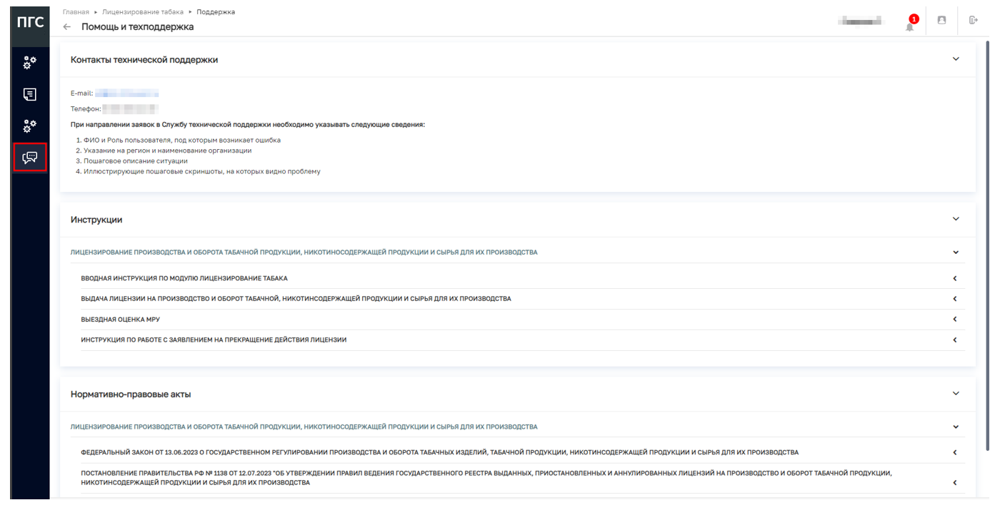 ПГС
Главная ▸ Лицензирование табака ▸ Поддержка
← Помощь и техподдержка
1
Контакты технической поддержки
E-mail:
Телефон:
При направлении заявок в Службу технической поддержки необходимо указывать следующие сведения:
1. ФИО и Роль пользователя, под которым возникает ошибка
2. Указание на регион и наименование организации
3. Пошаговое описание ситуации
4. Иллюстрирующие пошаговые скриншоты, на которых видно проблему
Инструкции
ЛИЦЕНЗИРОВАНИЕ ПРОИЗВОДСТВА И ОБОРОТА ТАБАЧНОЙ ПРОДУКЦИИ, НИКОТИНОСОДЕРЖАЩЕЙ ПРОДУКЦИИ И СЫРЬЯ ДЛЯ ИХ ПРОИЗВОДСТВА
ВВОДНАЯ ИНСТРУКЦИЯ ПО МОДУЛЮ ЛИЦЕНЗИРОВАНИЕ ТАБАКА
ВЫДАЧА ЛИЦЕНЗИИ НА ПРОИЗВОДСТВО И ОБОРОТ ТАБАЧНОЙ, НИКОТИНСОДЕРЖАЩЕЙ ПРОДУКЦИИ И СЫРЬЯ ДЛЯ ИХ ПРОИЗВОДСТВА
ВЫЕЗДНАЯ ОЦЕНКА МРУ
ИНСТРУКЦИЯ ПО РАБОТЕ С ЗАЯВЛЕНИЕМ НА ПРЕКРАЩЕНИЕ ДЕЙСТВИЯ ЛИЦЕНЗИИ
Нормативно-правовые акты
ЛИЦЕНЗИРОВАНИЕ ПРОИЗВОДСТВА И ОБОРОТА ТАБАЧНОЙ ПРОДУКЦИИ, НИКОТИНОСОДЕРЖАЩЕЙ ПРОДУКЦИИ И СЫРЬЯ ДЛЯ ИХ ПРОИЗВОДСТВА
ФЕДЕРАЛЬНЫЙ ЗАКОН ОТ 13.06.2023 О ГОСУДАРСТВЕННОМ РЕГУЛИРОВАНИИ ПРОИЗВОДСТВА И ОБОРОТА ТАБАЧНЫХ ИЗДЕЛИЙ, ТАБАЧНОЙ ПРОДУКЦИИ, НИКОТИНСОДЕРЖАЩЕЙ ПРОДУКЦИИ И СЫРЬЯ ДЛЯ ИХ ПРОИЗВОДСТВА
ПОСТАНОВЛЕНИЕ ПРАВИТЕЛЬСТВА РФ № 1138 ОТ 12.07.2023 "ОБ УТВЕРЖДЕНИИ ПРАВИЛ ВЕДЕНИЯ ГОСУДАРСТВЕННОГО РЕЕСТРА ВЫДАННЫХ, ПРИОСТАНОВЛЕННЫХ И АННУЛИРОВАННЫХ ЛИЦЕНЗИЙ НА ПРОИЗВОДСТВО И ОБОРОТ ТАБАЧНОЙ ПРОДУКЦИИ,
НИКОТИНСОДЕРЖАЩЕЙ ПРОДУКЦИИ И СЫРЬЯ ДЛЯ ИХ ПРОИЗВОДСТВА